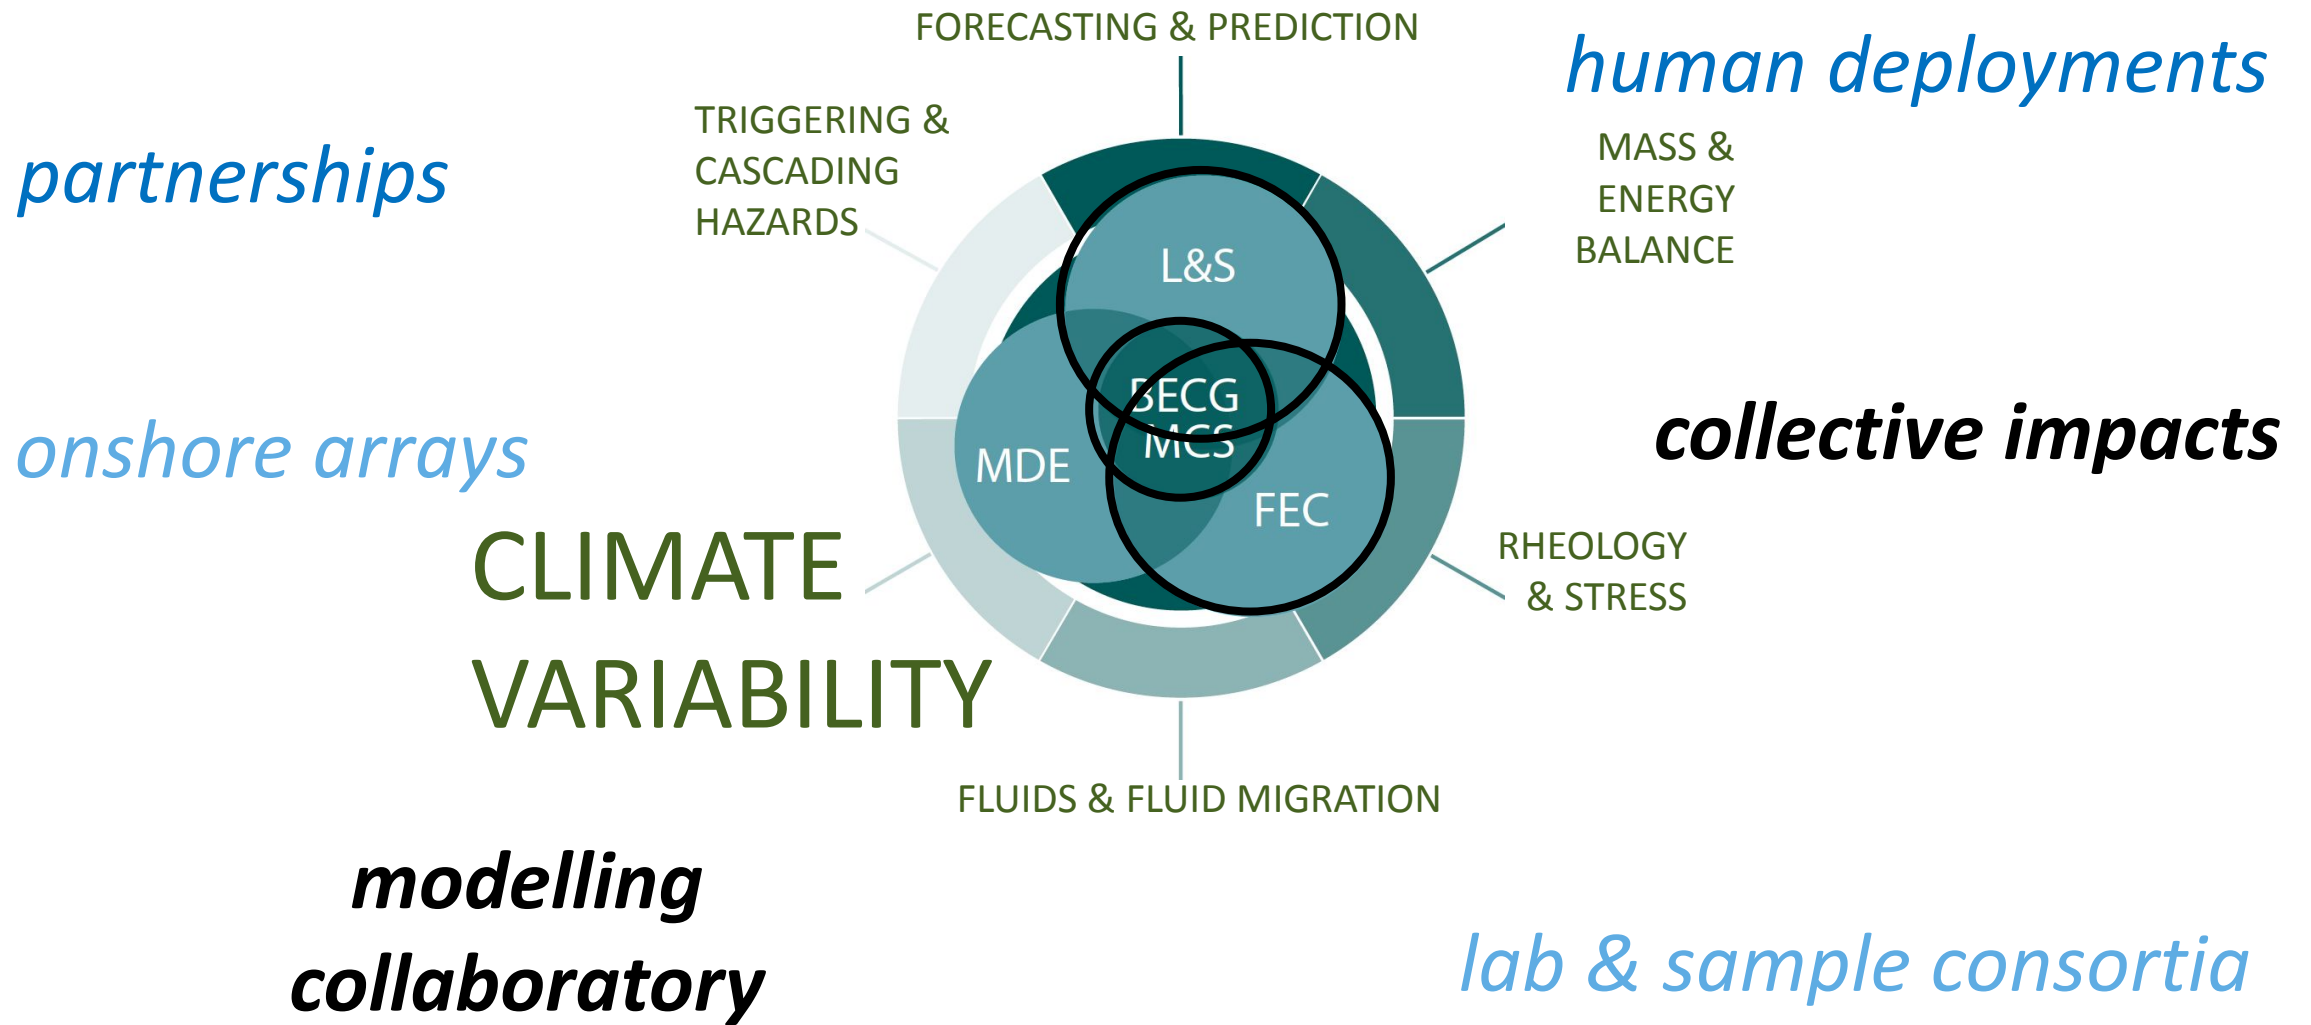 FORECASTING & PREDICTION
human deployments
TRIGGERING &
CASCADING
HAZARDS
MASS &
ENERGY
BALANCE
partnerships
L&S
BECG
MCS
MDE
FEC
onshore arrays
collective impacts
CLIMATE
VARIABILITY
RHEOLOGY
& STRESS
FLUIDS & FLUID MIGRATION
modelling
collaboratory
lab & sample consortia